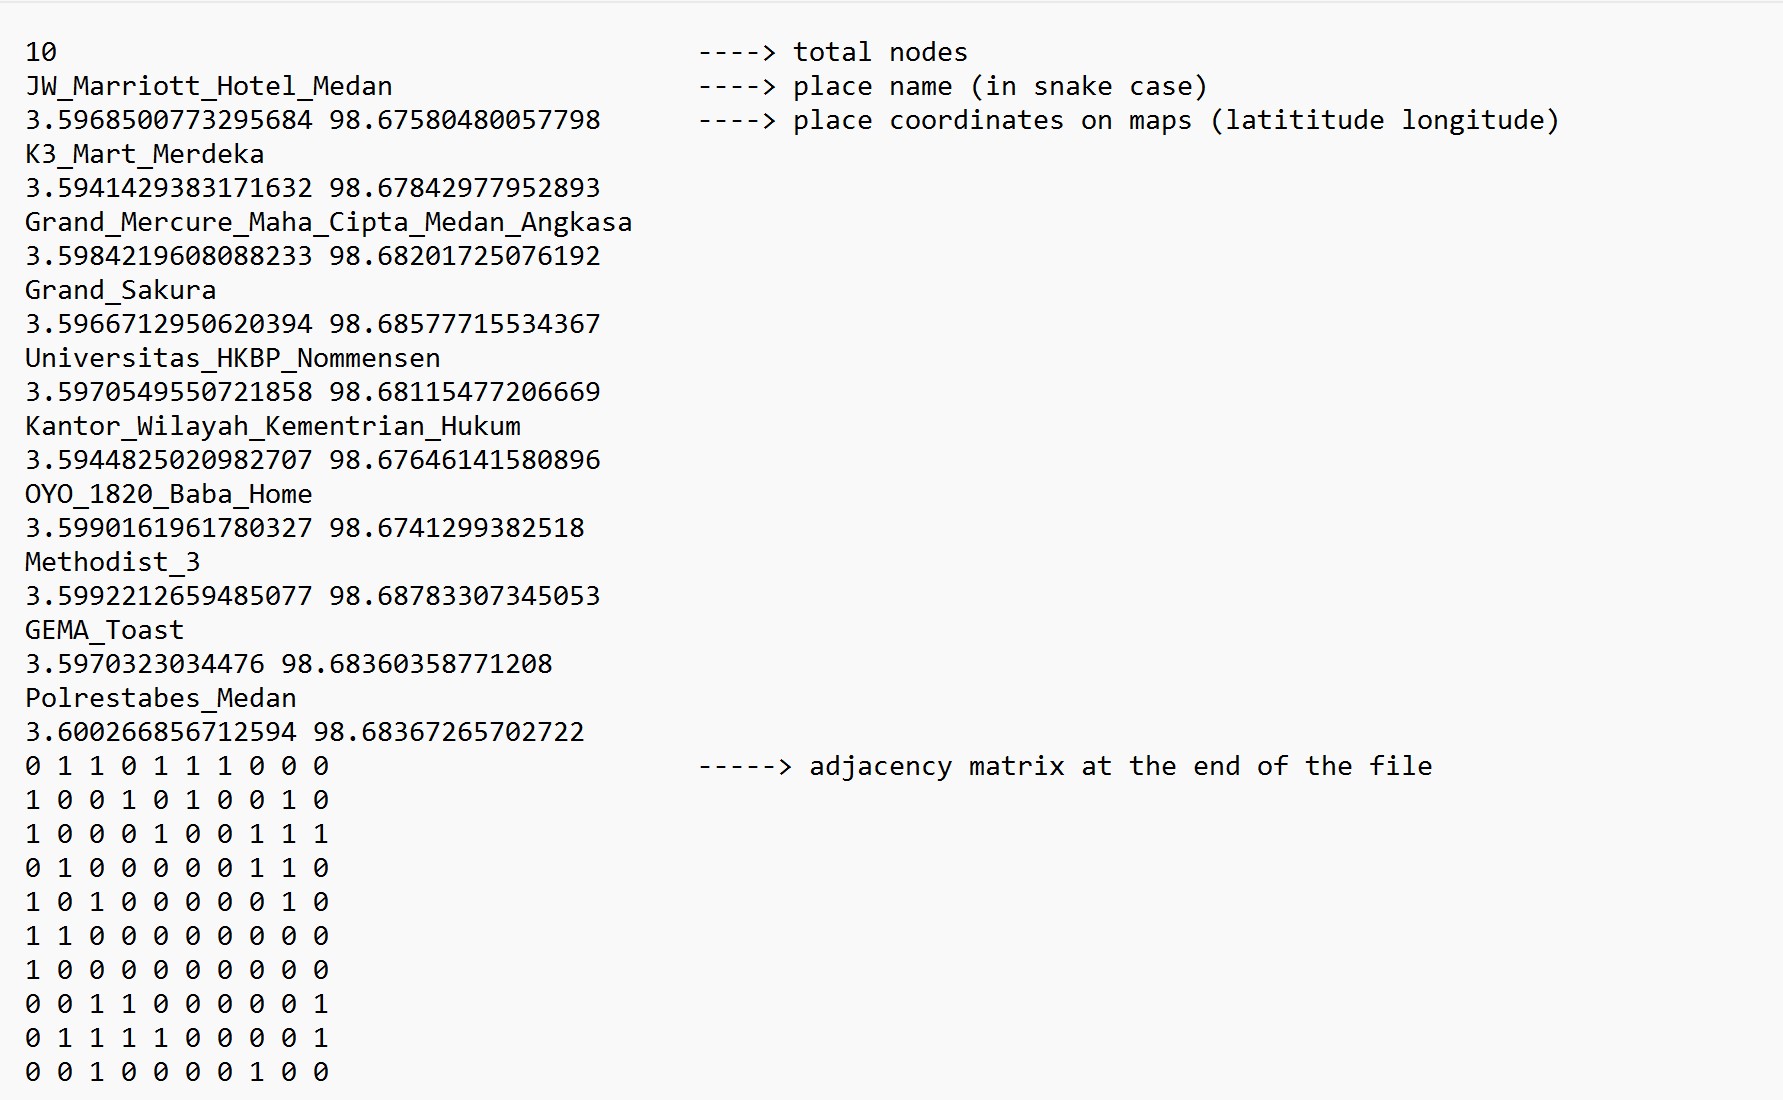 10 ----> total nodes
JW_Marriott_Hotel_Medan ----> place name (in snake case)
3.5968500773295684 98.67580480057798 ----> place coordinates on maps (latititude longitude)
K3_Mart_Merdeka
3.5941429383171632 98.67842977952893
Grand_Mercure_Maha_Cipta_Medan_Angkasa
3.5984219608088233 98.68201725076192
Grand_Sakura
3.5966712950620394 98.68577715534367
Universitas_HKBP_Nommensen
3.5970549550721858 98.68115477206669
Kantor_Wilayah_Kementrian_Hukum
3.5944825020982707 98.67646141580896
OYO_1820_Baba_Home
3.5990161961780327 98.6741299382518
Methodist_3
3.5992212659485077 98.68783307345053
GEMA_Toast
3.5970323034476 98.68360358771208
Polrestabes_Medan
3.600266856712594 98.68367265702722
0 1 1 0 1 1 1 0 0 0 -----> adjacency matrix at the end of the file
1 0 0 1 0 1 0 0 1 0
1 0 0 0 1 0 0 1 1 1
0 1 0 0 0 0 0 1 1 0
1 0 1 0 0 0 0 0 1 0
1 1 0 0 0 0 0 0 0 0
1 0 0 0 0 0 0 0 0 0
0 0 1 1 0 0 0 0 0 1
0 1 1 1 1 0 0 0 0 1
0 0 1 0 0 0 0 1 0 0